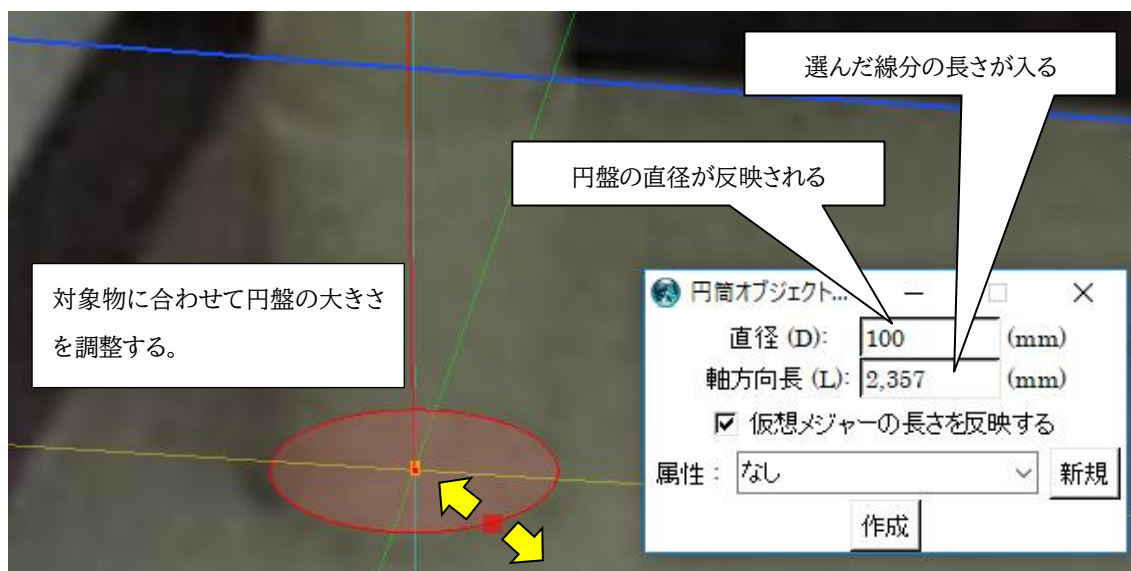 選んだ線分の長さが入る
円盤の直径が反映される
対象物に合わせて円盤の大きさ
を調整する。
円筒オブジェクト...
直径 (D): 100 (mm)
軸方向長 (L): 2,357 (mm)
仮想メジャーの長さを反映する
属性 : なし 新規
作成